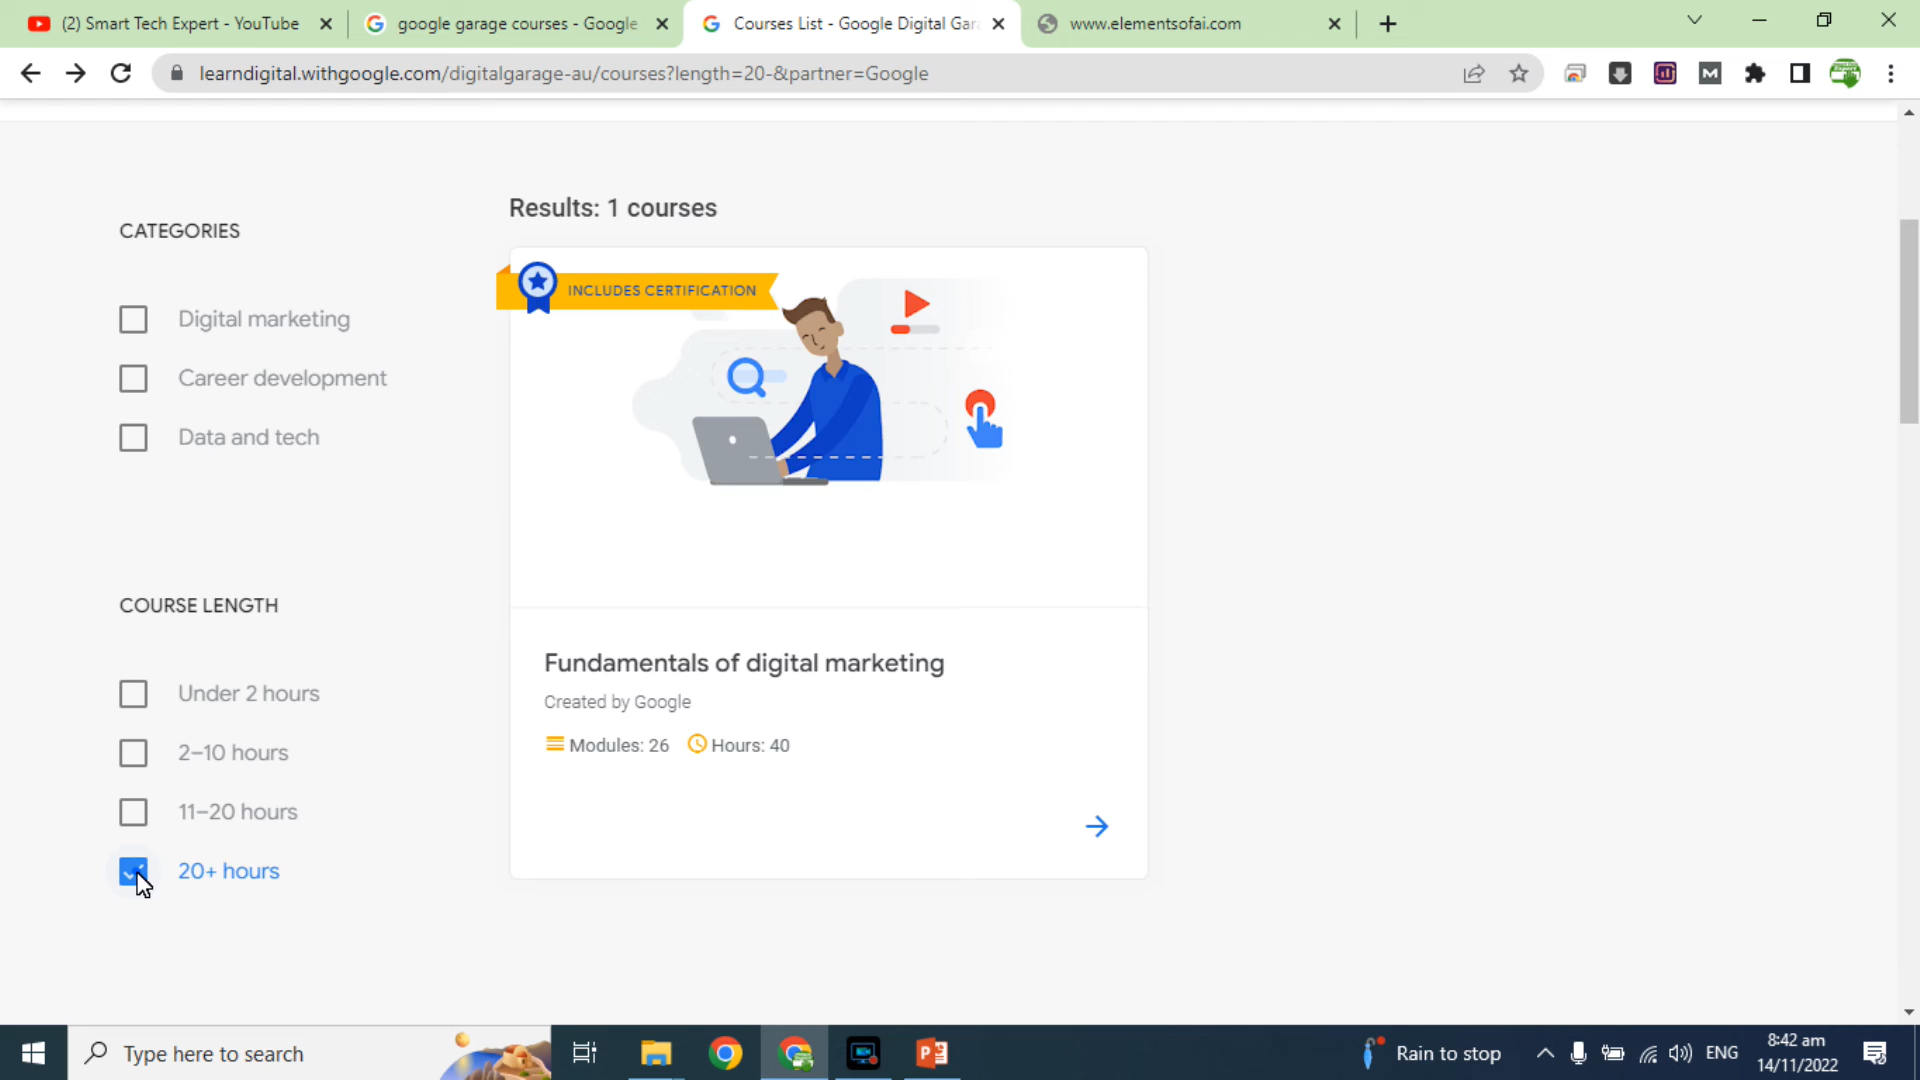 (2) Smart Tech Expert - YouTube
google garage courses - Google
Courses List - Google Digital Gar
www.elementsofai.com
learndigital.withgoogle.com/digitalgarage-au/courses?length=20-&partner=Google
CATEGORIES
Digital marketing
Career development
Data and tech
COURSE LENGTH
Under 2 hours
2–10 hours
11–20 hours
20+ hours
Results: 1 courses
INCLUDES CERTIFICATION
Fundamentals of digital marketing
Created by Google
Modules: 26 Hours: 40
Type here to search
Rain to stop
ENG
8:42 am
14/11/2022